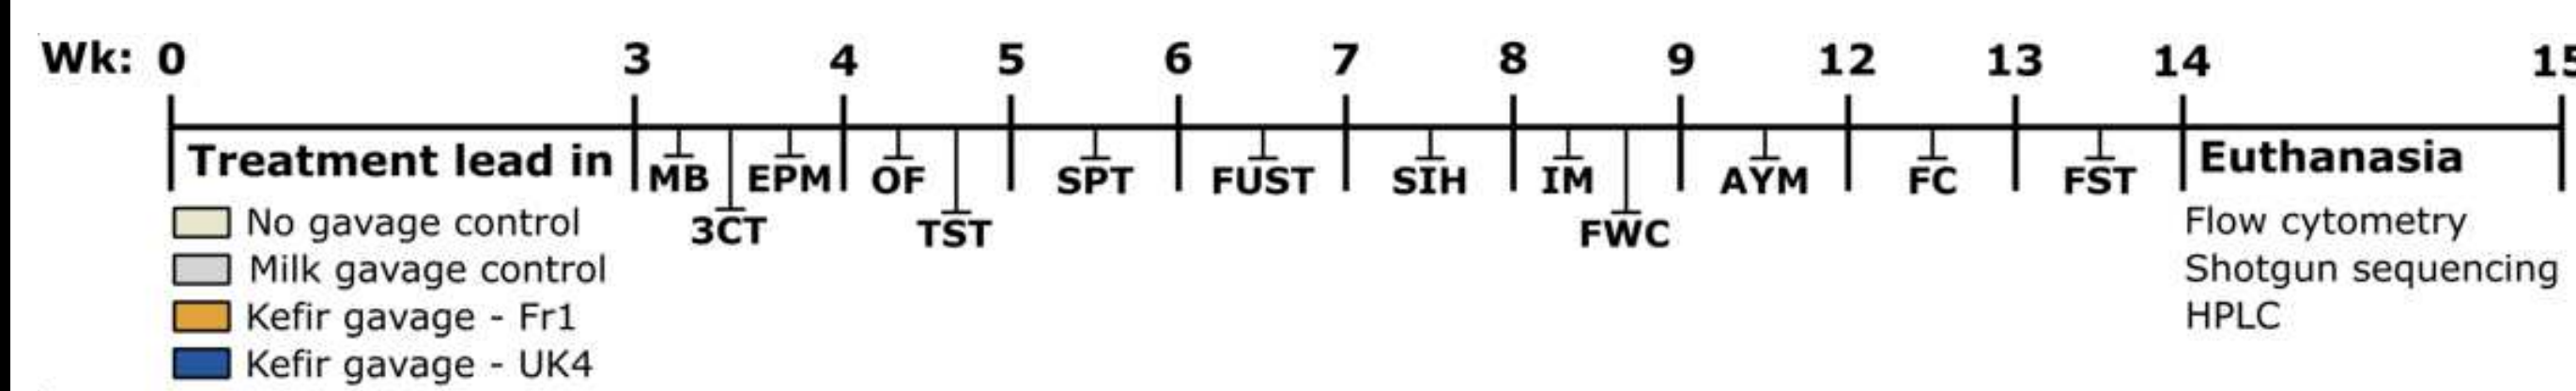 Wk: 0 3 4 5 6 7 8 9 12 13 14 15
Treatment lead in MB EPM OF SPT FUST SIH IM AYM FC FST Euthanasia
3CT TST FWC
No gavage control
Milk gavage control
Kefir gavage - Fr1
Kefir gavage - UK4
Flow cytometry
Shotgun sequencing
HPLC